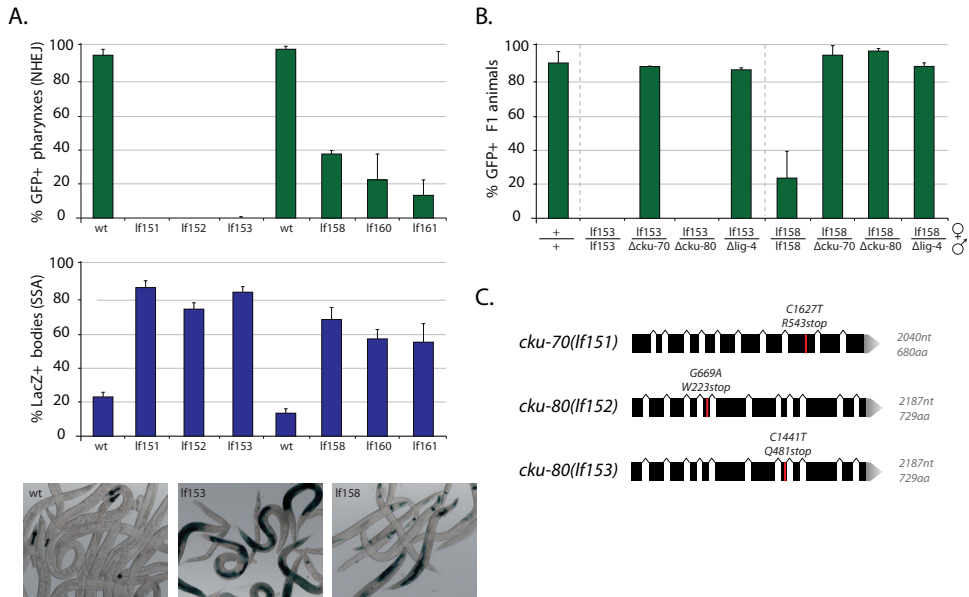 A.
% GFP+ pharynxes (NHEJ)
100
80
60
40
20
0
wt lf151 lf152 lf153 wt lf158 lf160 lf161
% LacZ+ bodies (SSA)
100
80
60
40
20
0
wt lf151 lf152 lf153 wt lf158 lf160 lf161
wt
lf153
lf158
B.
% GFP+ F1 animals
100
80
60
40
20
0
+ lf153 lf153 lf153 lf153 lf158 lf158 lf158 lf158 ♀
+ lf153 Δcku-70 Δcku-80 Δlig-4 lf158 Δcku-70 Δcku-80 Δlig-4 ♂
C.
C1627T
R543stop
cku-70(lf151)
2040nt
680aa
G669A
W223stop
cku-80(lf152)
2187nt
729aa
C1441T
Q481stop
cku-80(lf153)
2187nt
729aa